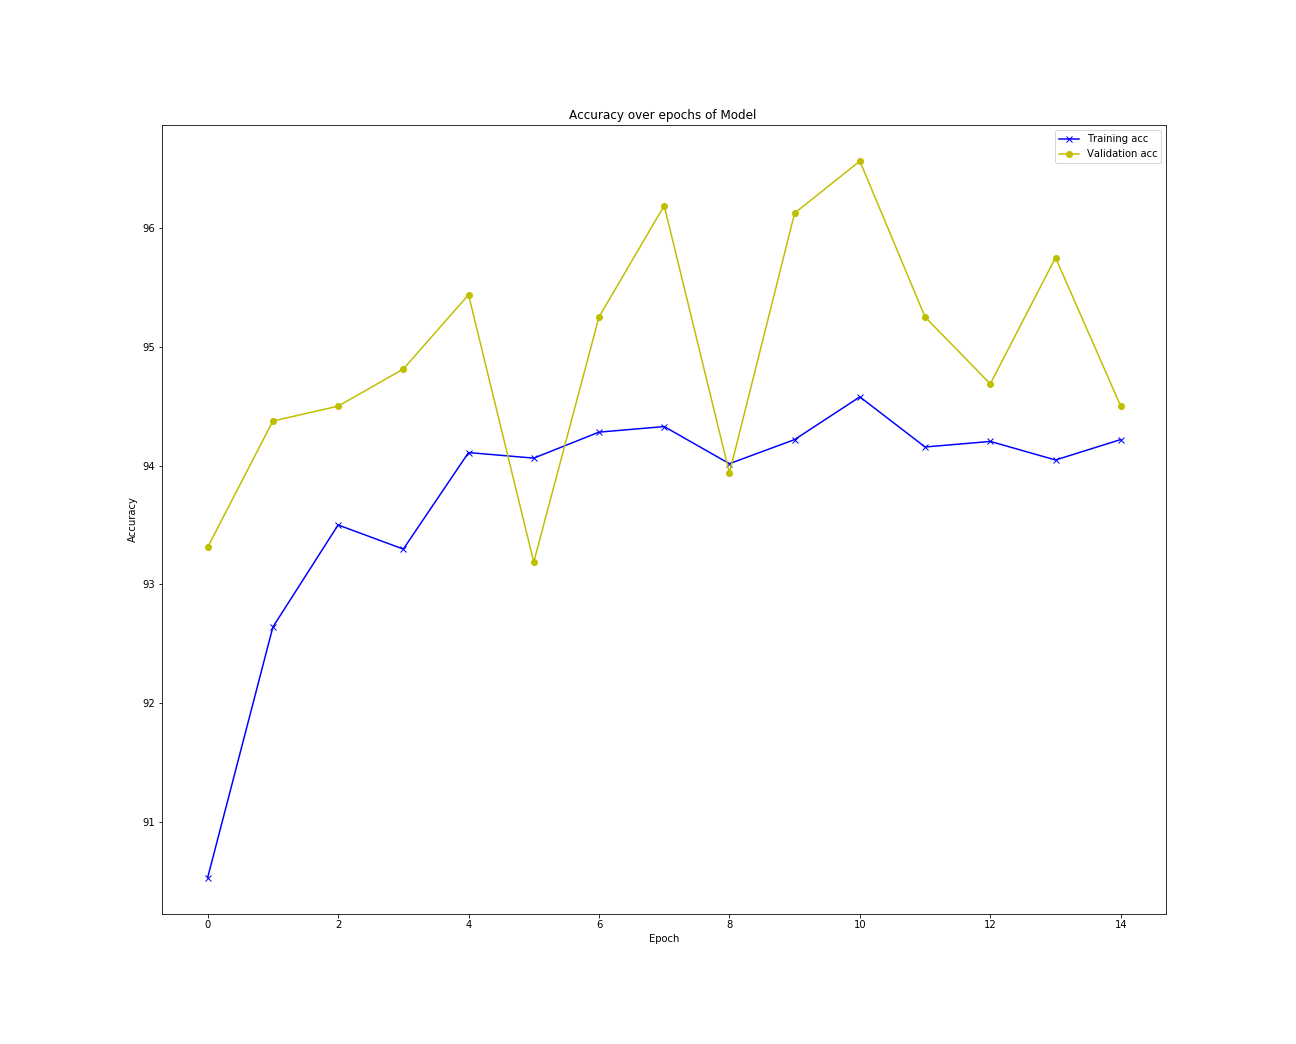 Accuracy over epochs of Model
Training acc
Validation acc
96
95
94
93
92
91
Accuracy
0 2 4 6 8 10 12 14
Epoch